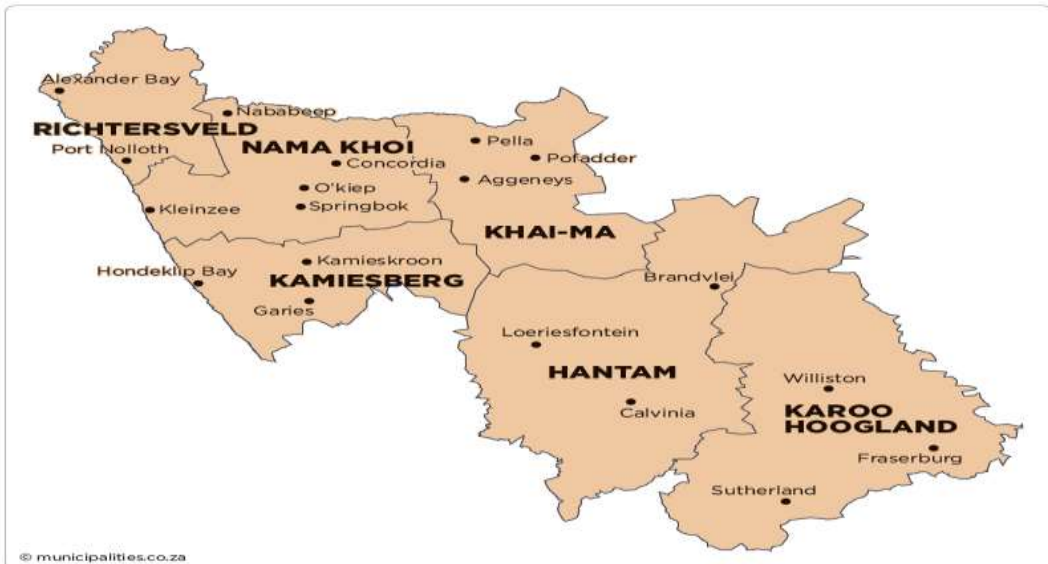 Alexander Bay
Nababeep
RICHTERSVELD
NAMA KHOI
Port Nolloth
Concordia
Pella
Pofadder
Aggeneys
O'kiep
Kleinzee
Springbok
KHAI-MA
Kamieskroon
Hondeklip Bay
KAMIESBERG
Brandvlei
Garies
Loeriesfontein
HANTAM
Williston
Calvinia
KAROO
HOOGLAND
Fraserburg
Sutherland
© municipalities.co.za